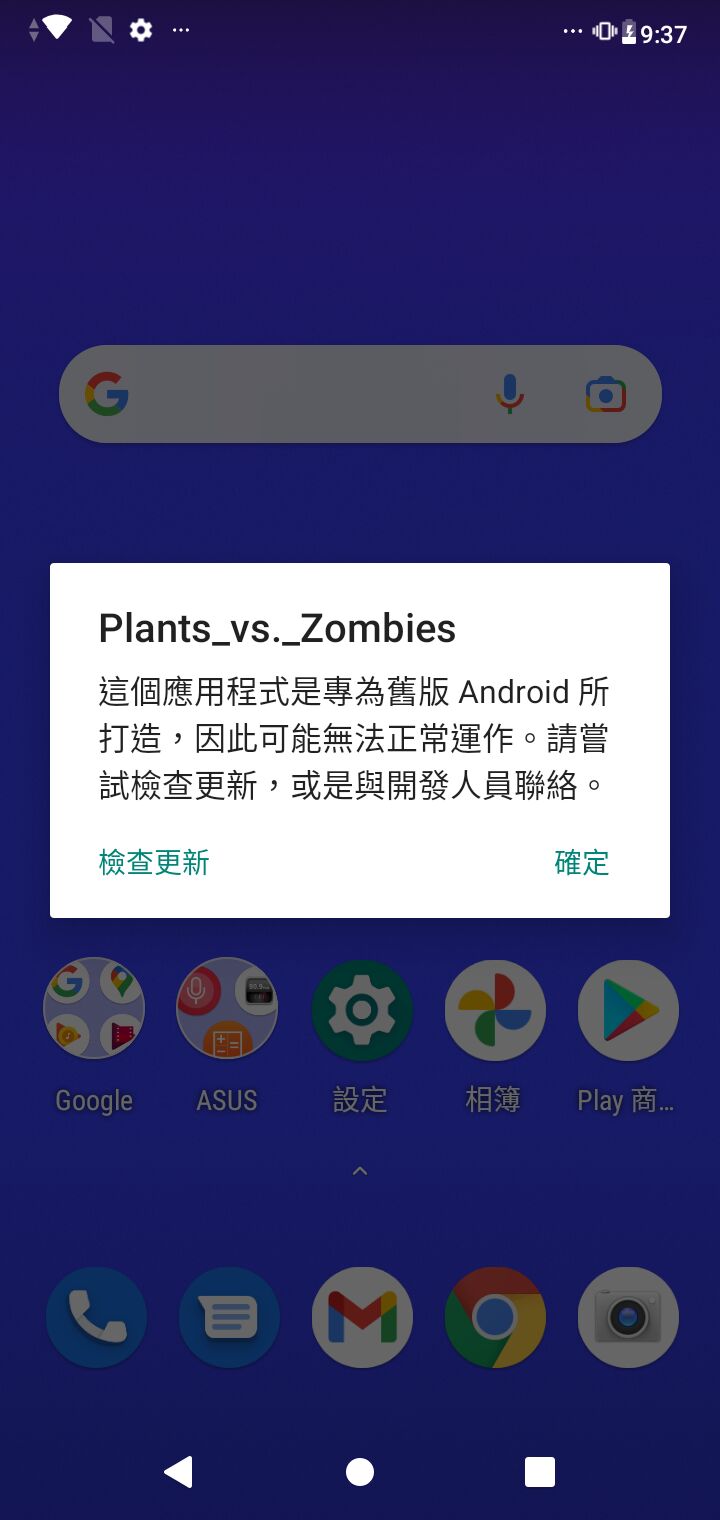 9:37
Plants_vs._Zombies
這個應用程式是專為舊版 Android 所
打造，因此可能無法正常運作。請嘗
試檢查更新，或是與開發人員聯絡。
檢查更新
確定
90.9
Google
ASUS
設定
相簿
Play 商…